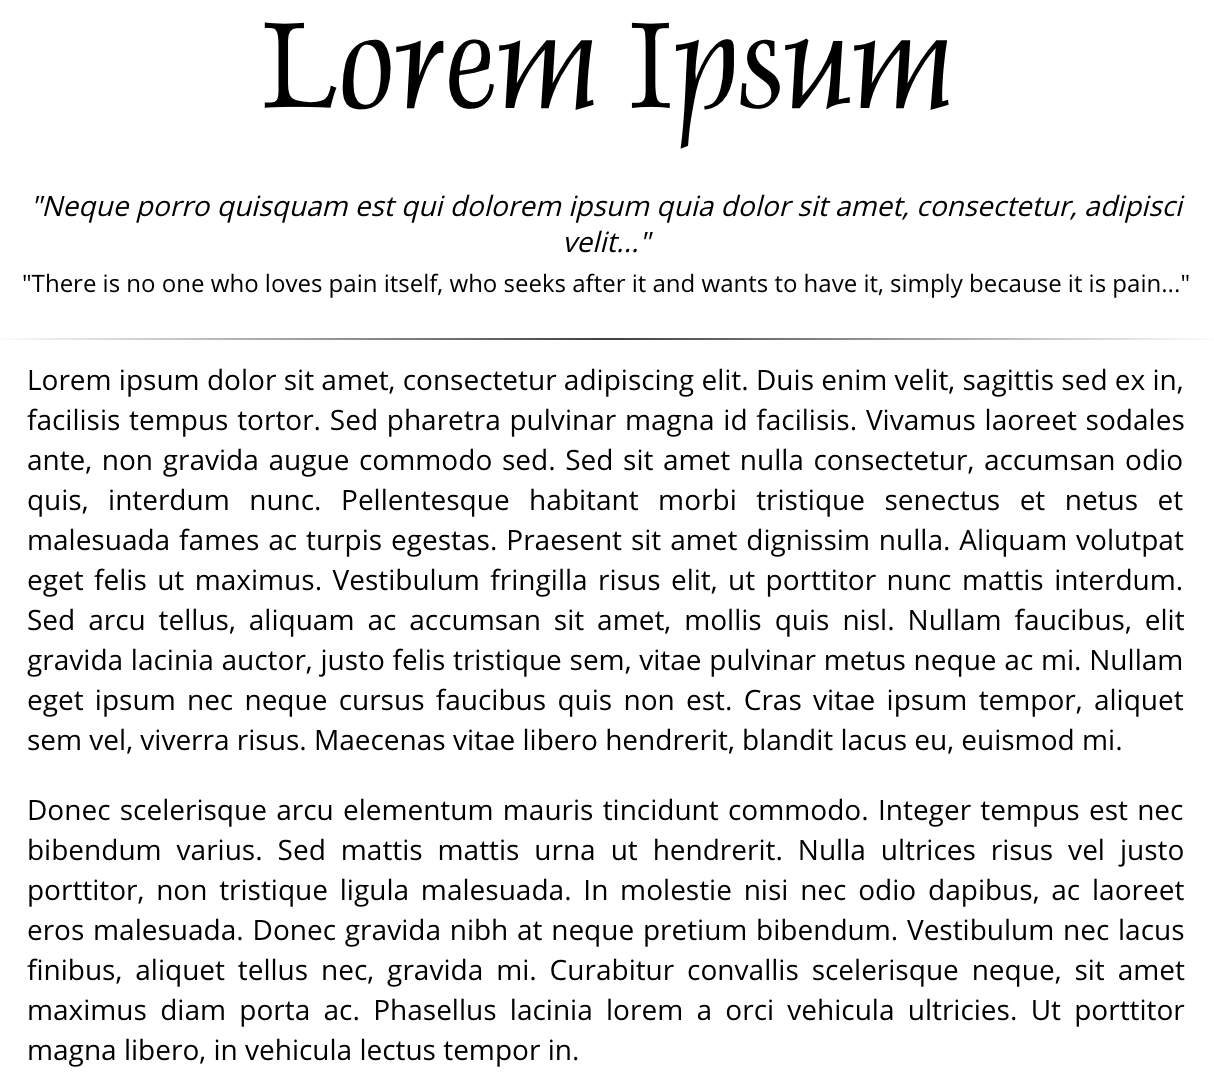 Lorem Ipsum
"Neque porro quisquam est qui dolorem ipsum quia dolor sit amet, consectetur, adipisci
velit..."
"There is no one who loves pain itself, who seeks after it and wants to have it, simply because it is pain..."
Lorem ipsum dolor sit amet, consectetur adipiscing elit. Duis enim velit, sagittis sed ex in,
facilisis tempus tortor. Sed pharetra pulvinar magna id facilisis. Vivamus laoreet sodales
ante, non gravida augue commodo sed. Sed sit amet nulla consectetur, accumsan odio
quis, interdum nunc. Pellentesque habitant morbi tristique senectus et netus et
malesuada fames ac turpis egestas. Praesent sit amet dignissim nulla. Aliquam volutpat
eget felis ut maximus. Vestibulum fringilla risus elit, ut porttitor nunc mattis interdum.
Sed arcu tellus, aliquam ac accumsan sit amet, mollis quis nisl. Nullam faucibus, elit
gravida lacinia auctor, justo felis tristique sem, vitae pulvinar metus neque ac mi. Nullam
eget ipsum nec neque cursus faucibus quis non est. Cras vitae ipsum tempor, aliquet
sem vel, viverra risus. Maecenas vitae libero hendrerit, blandit lacus eu, euismod mi.
Donec scelerisque arcu elementum mauris tincidunt commodo. Integer tempus est nec
bibendum varius. Sed mattis mattis urna ut hendrerit. Nulla ultrices risus vel justo
porttitor, non tristique ligula malesuada. In molestie nisi nec odio dapibus, ac laoreet
eros malesuada. Donec gravida nibh at neque pretium bibendum. Vestibulum nec lacus
finibus, aliquet tellus nec, gravida mi. Curabitur convallis scelerisque neque, sit amet
maximus diam porta ac. Phasellus lacinia lorem a orci vehicula ultricies. Ut porttitor
magna libero, in vehicula lectus tempor in.